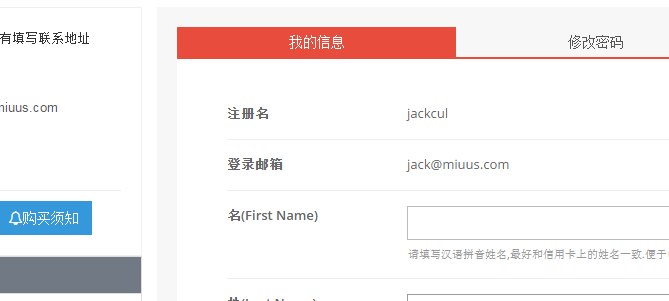 有填写联系地址
miuus.com
购买须知
我的信息
修改密码
注册名
jackcul
登录邮箱
jack@miuus.com
名(First Name)
请填写汉语拼音姓名,最好和信用卡上的姓名一致.便于